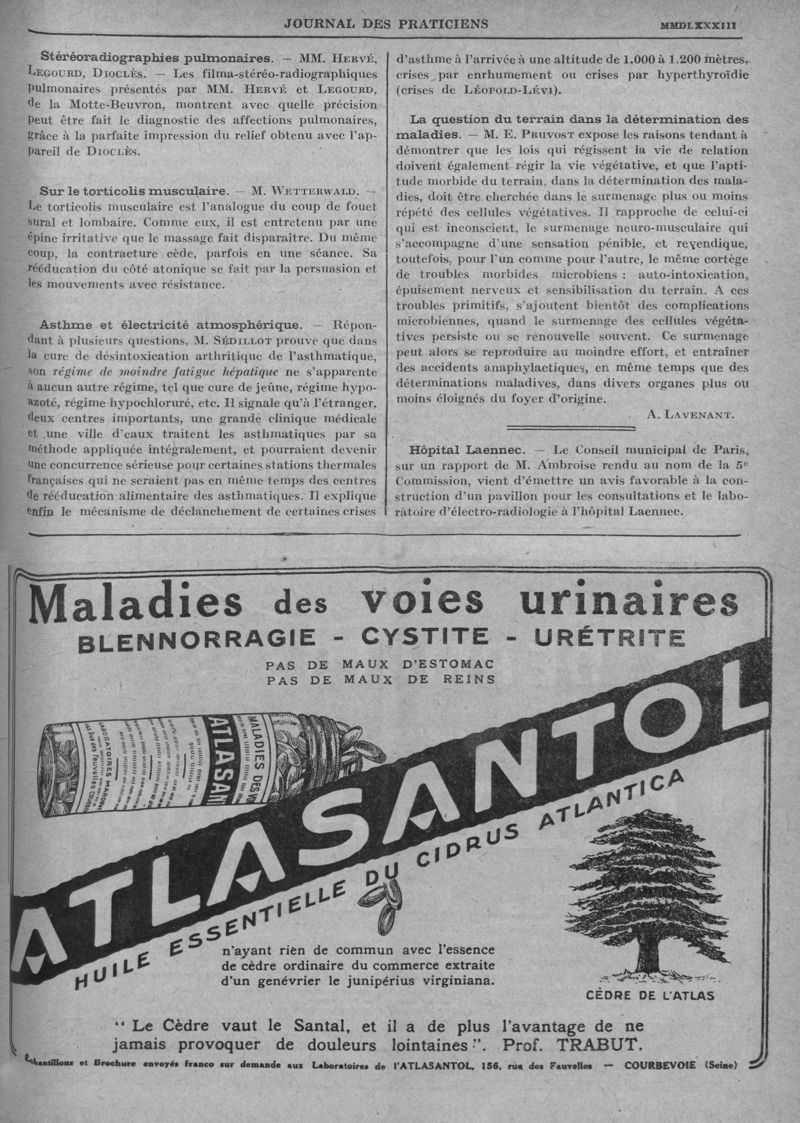 JOURNAL DES PRATICIENS
MMDLXXXIII
Stéréoradiographies pulmonaires. — MM. HERVÉ,
LEGOURD, DIOCLÈS. — Les filma-stéréo-radiographiques
pulmonaires présentés par MM. HERVÉ et LEGOURD,
de la Motte-Beuvron, montrent avec quelle précision
peut être fait le diagnostic des affections pulmonaires,
grâce à la parfaite impression du relief obtenu avec l'ap-
pareil de DIOCLÈS.
Sur le torticolis musculaire. — M. WETTERWALD. —
Le torticolis musculaire est l'analogue du coup de fouet
sural et lombaire. Comme eux, il est entretenu par une
épine irritative que le massage fait disparaître. Du même
coup, la contracture cède, parfois en une séance. Sa
rééducation du côté atonique se fait par la persuasion et
les mouvements avec résistance.
Asthme et électricité atmosphérique. — Répon-
dant à plusieurs questions, M. SÉDILLOT prouve que dans
la cure de désintoxication arthritique de l'asthmatique,
son régime de moindre fatigue hépatique ne s'apparente
à aucun autre régime, tel que cure de jeûne, régime hypo-
azoté, régime hypochloruré, etc. Il signale qu'à l'étranger,
deux centres importants, une grande clinique médicale
et une ville d'eaux traitent les asthmatiques par sa
méthode appliquée intégralement, et pourraient devenir
une concurrence sérieuse pour certaines stations thermales
françaises qui ne seraient pas en même temps des centres
de rééducation alimentaire des asthmatiques. Il explique
enfin le mécanisme de déclanchement de certaines crises
d'asthme à l'arrivée à une altitude de 1.000 à 1.200 mètres,
crises par enrhumement ou crises par hyperthyroïdie
(crises de LÉOPOLD-LÉVI).
La question du terrain dans la détermination des
maladies. — M. E. PRUVOST expose les raisons tendant à
démontrer que les lois qui régissent la vie de relation
doivent également régir la vie végétative, et que l'apti-
tude morbide du terrain, dans la détermination des mala-
dies, doit être cherchée dans le surmenage plus ou moins
répété des cellules végétatives. Il rapproche de celui-ci
qui est inconscient, le surmenage neuro-musculaire qui
s'accompagne d'une sensation pénible, et revendique,
toutefois, pour l'un comme pour l'autre, le même cortège
de troubles morbides microbiens : auto-intoxication,
épuisement nerveux et sensibilisation du terrain. A ces
troubles primitifs, s'ajoutent bientôt des complications
microbiennes, quand le surmenage des cellules végéta-
tives persiste ou se renouvelle souvent. Ce surmenage
peut alors se reproduire au moindre effort, et entraîner
des accidents anaphylactiques, en même temps que des
déterminations maladives, dans divers organes plus ou
moins éloignés du foyer d'origine.
A. LAVENANT.
Hôpital Laennec. — Le Conseil municipal de Paris,
sur un rapport de M. Ambroise rendu au nom de la 5e
Commission, vient d'émettre un avis favorable à la con-
struction d'un pavillon pour les consultations et le labo-
ratoire d'électro-radiologie à l'hôpital Laennec.
Maladies des voies urinaires
BLENNORRAGIE - CYSTITE - URÉTRITE
PAS DE MAUX D'ESTOMAC
PAS DE MAUX DE REINS
MALADIES DES V
ATLASAN
LABORATOIRES
ATLASANTOL
HUILE ESSENTIELLE DU CIDRUS ATLANTICA
n'ayant rièn de commun avec l'essence
de cèdre ordinaire du commerce extraite
d'un genévrier le junipérius virginiana.
CÈDRE DE L'ATLAS
" Le Cèdre vaut le Santal, et il a de plus l'avantage de ne
jamais provoquer de douleurs lointaines ". Prof. TRABUT.
Échantillons et Brochure envoyés franco sur demande aux Laboratoires de l'ATLASANTOL, 156, rue des Fauvelles — COURBEVOIE (Seine)